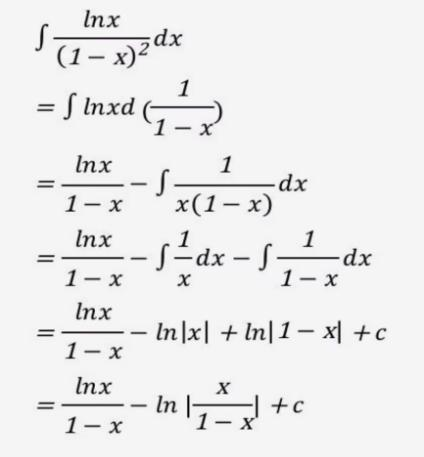 ∫ lnx/(1 − x)² dx
= ∫ lnxd (1/(1 − x))
= lnx/(1 − x) − ∫ 1/(x(1 − x)) dx
= lnx/(1 − x) − ∫ 1/x dx − ∫ 1/(1 − x) dx
= lnx/(1 − x) − ln|x| + ln|1 − x| + c
= lnx/(1 − x) − ln |x/(1 − x)| + c